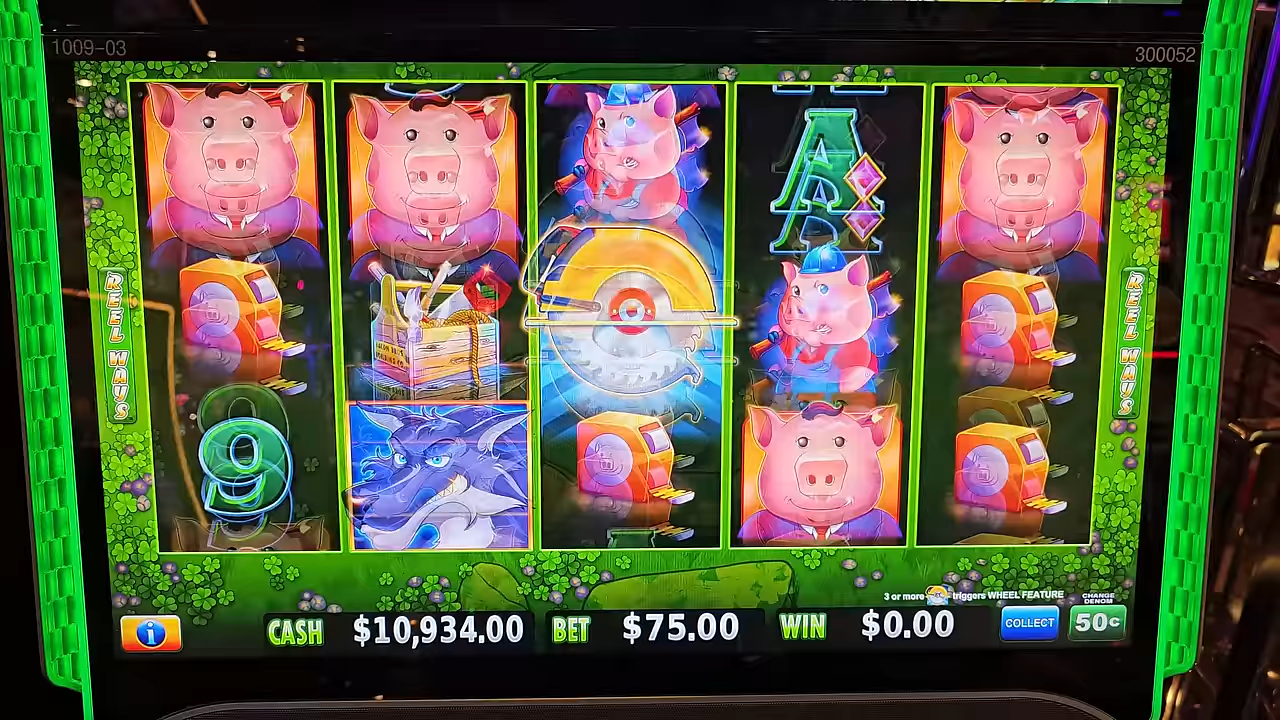 1009-03
300052
A
REEL WAYS
REEL WAYS
9
3 or more triggers WHEEL FEATURE
CHANGE DENOM
i CASH $10,934.00 BET $75.00 WIN $0.00 COLLECT 50¢